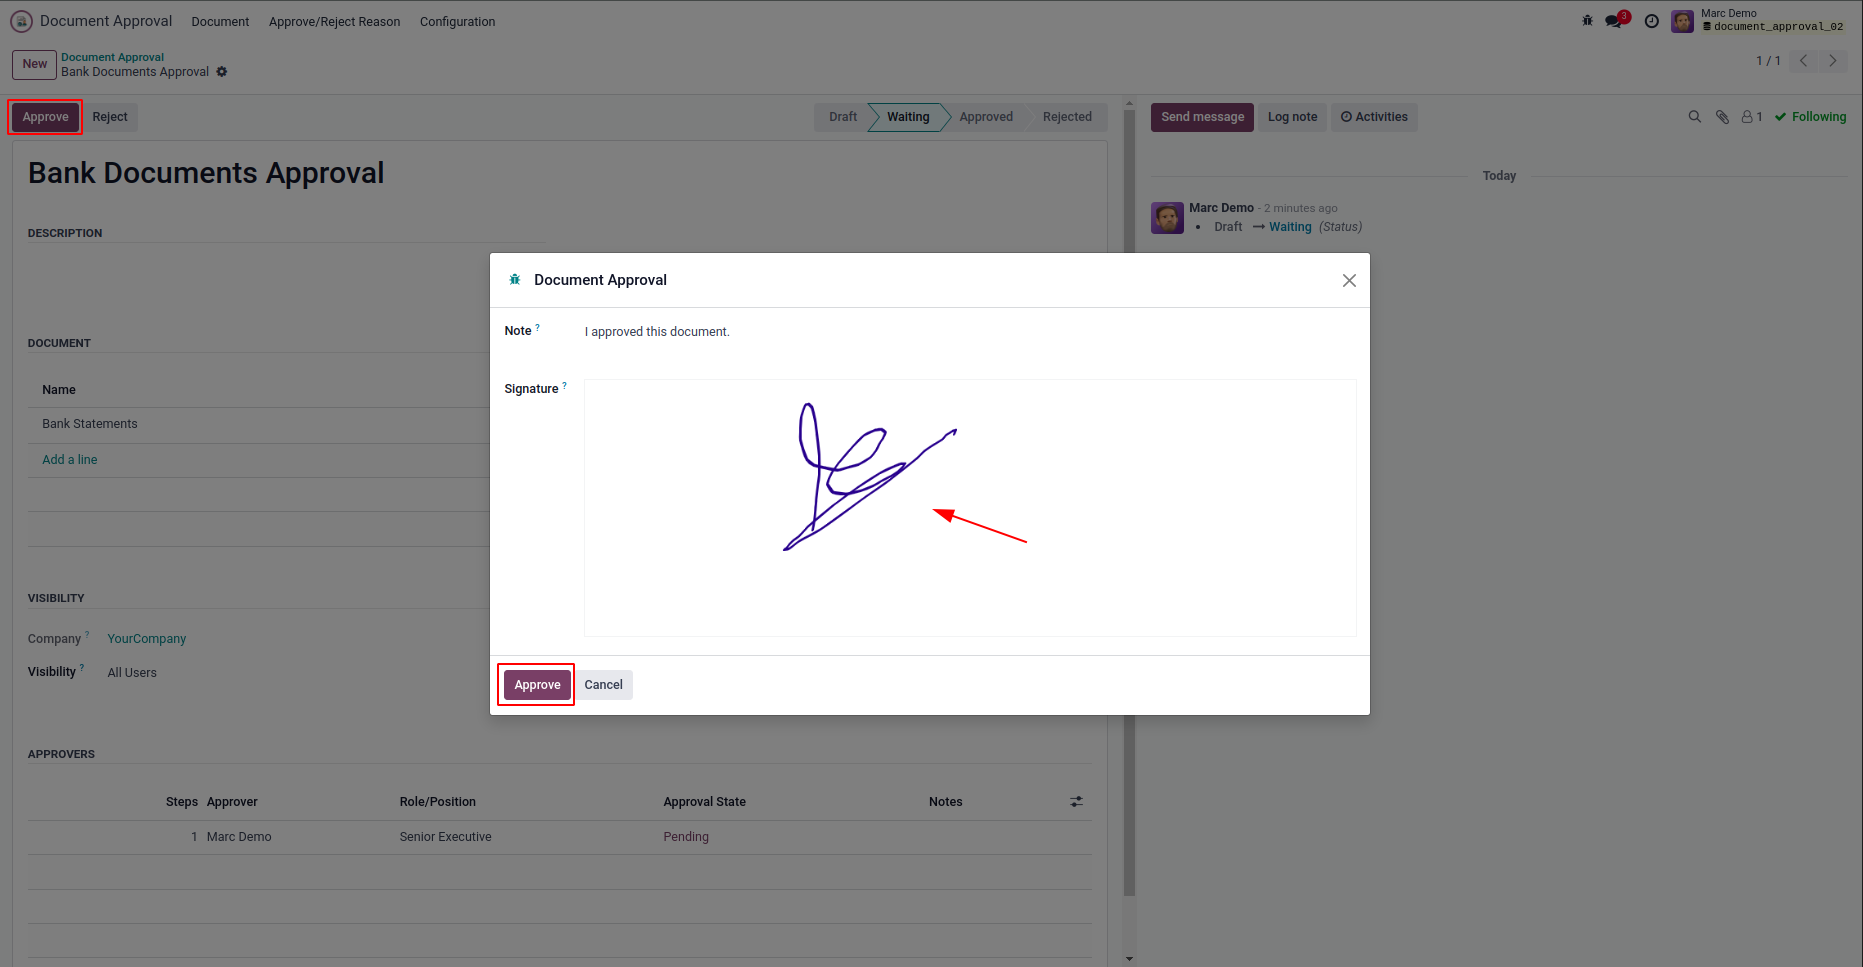 Document Approval Document Approve/Reject Reason Configuration 3 Marc Demo
document_approval_02
New Document Approval
Bank Documents Approval 1 / 1
Approve Reject Draft Waiting Approved Rejected Send message Log note Activities 1 Following
Bank Documents Approval
Today
Marc Demo - 2 minutes ago
• Draft → Waiting (Status)
DESCRIPTION
DOCUMENT
Name
Bank Statements
Add a line
VISIBILITY
Company ? YourCompany
Visibility ? All Users
APPROVERS
Steps Approver Role/Position Approval State Notes
1 Marc Demo Senior Executive Pending
Document Approval
Note ? I approved this document.
Signature ?
Approve Cancel